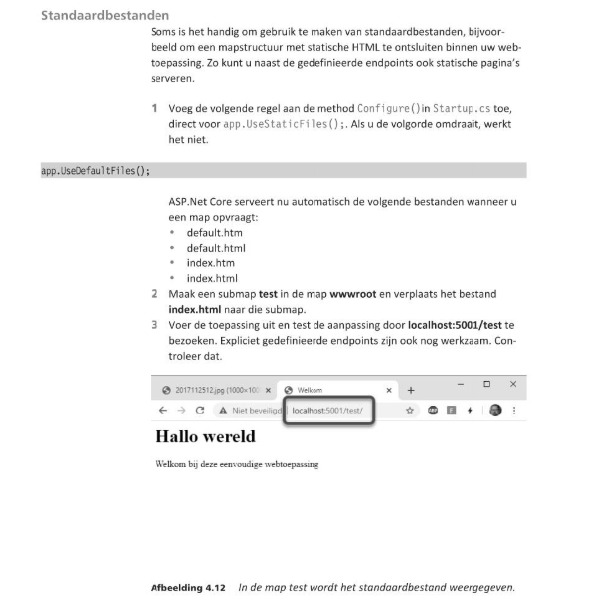 Standaardbestanden
Soms is het handig om gebruik te maken van standaardbestanden, bijvoor-
beeld om een mapstructuur met statische HTML te ontsluiten binnen uw web-
toepassing. Zo kunt u naast de gedefinieerde endpoints ook statische pagina's
serveren.
1 Voeg de volgende regel aan de method Configure() in Startup.cs toe,
direct voor app.UseStaticFiles();. Als u de volgorde omdraait, werkt
het niet.
app.UseDefaultFiles();
ASP.Net Core serveert nu automatisch de volgende bestanden wanneer u
een map opvraagt:
• default.htm
• default.html
• index.htm
• index.html
2 Maak een submap test in de map wwwroot en verplaats het bestand
index.html naar die submap.
3 Voer de toepassing uit en test de aanpassing door localhost:5001/test te
bezoeken. Expliciet gedefinieerde endpoints zijn ook nog werkzaam. Con-
troleer dat.
2017112512.jpg (1000×100 Welkom
Niet beveiligd localhost:5001/test/
Hallo wereld
Welkom bij deze eenvoudige webtoepassing
Afbeelding 4.12 In de map test wordt het standaardbestand weergegeven.